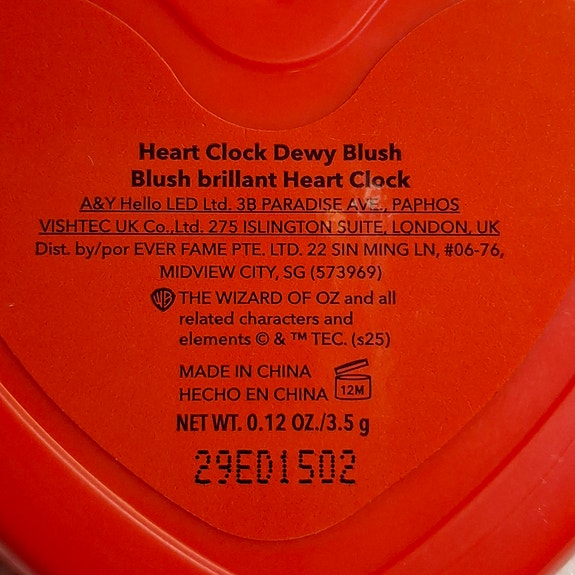 Heart Clock Dewy Blush
Blush brillant Heart Clock
A&Y Hello LED Ltd. 3B PARADISE AVE., PAPHOS
VISHTEC UK Co.,Ltd. 275 ISLINGTON SUITE, LONDON, UK
Dist. by/por EVER FAME PTE. LTD. 22 SIN MING LN, #06-76,
MIDVIEW CITY, SG (573969)
WB THE WIZARD OF OZ and all
related characters and
elements © & ™ TEC. (s25)
MADE IN CHINA
HECHO EN CHINA
12M
NET WT. 0.12 OZ./3.5 g
29ED1502